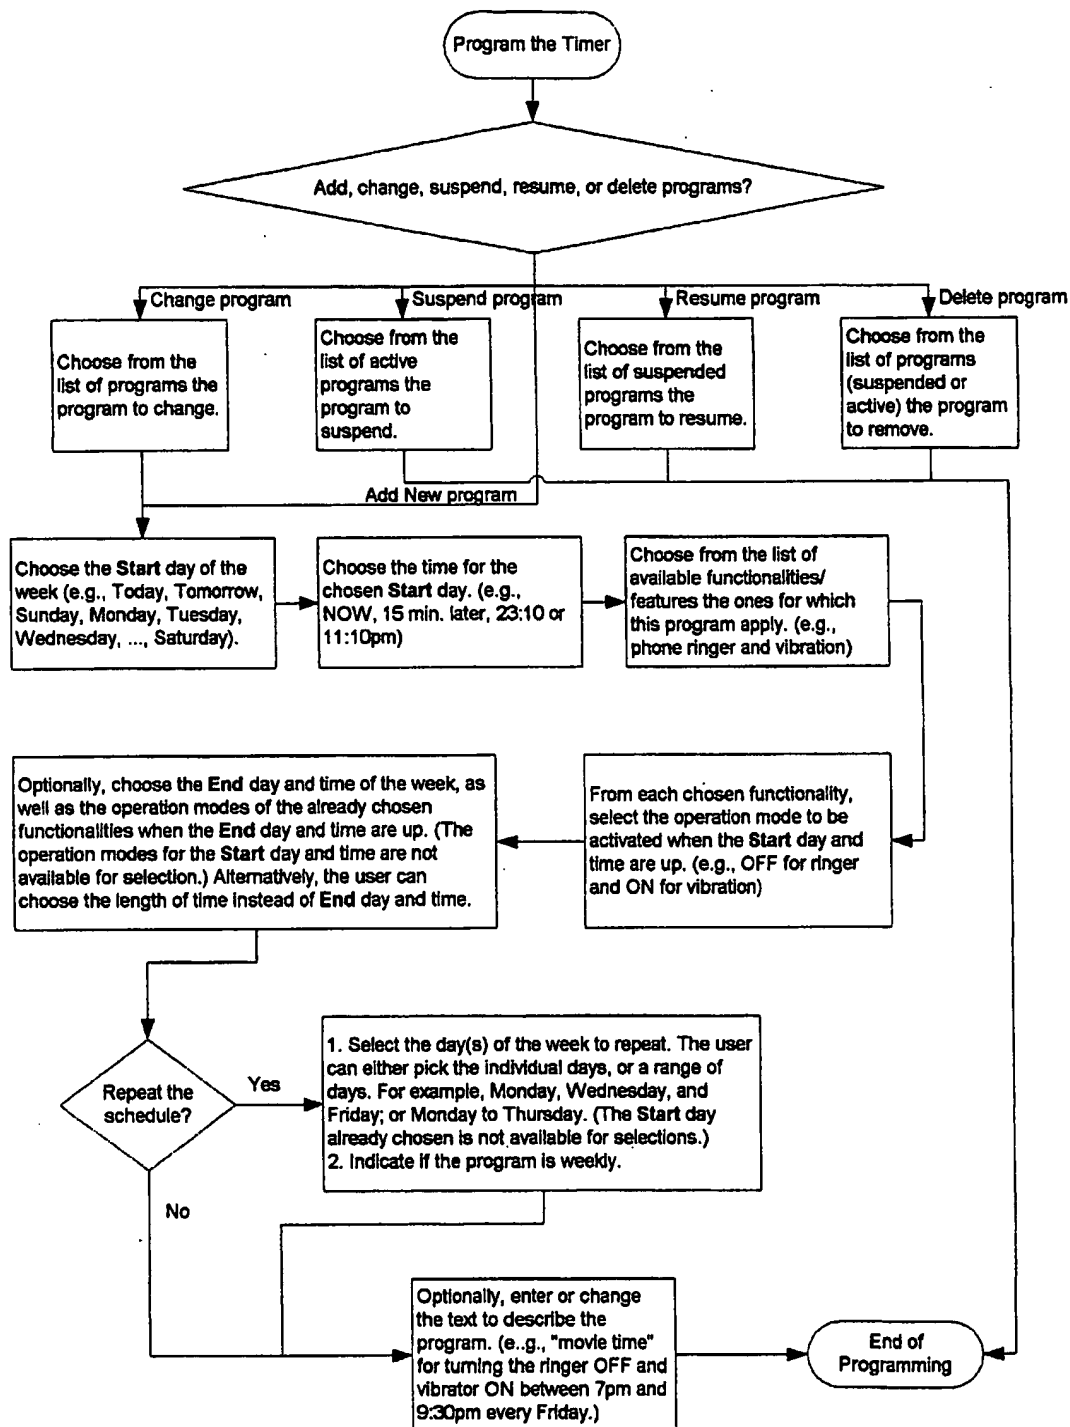 Program the Timer
Add, change, suspend, resume, or delete programs?
Change program
Suspend program
Resume program
Delete program
Choose from the
list of programs the
program to change.
Choose from the
list of active
programs the
program to
suspend.
Choose from the
list of suspended
programs the
program to resume.
Choose from the
list of programs
(suspended or
active) the program
to remove.
Add New program
Choose the Start day of the
week (e.g., Today, Tomorrow,
Sunday, Monday, Tuesday,
Wednesday, ..., Saturday).
Choose the time for the
chosen Start day. (e.g.,
NOW, 15 min. later, 23:10 or
11:10pm)
Choose from the list of
available functionalities/
features the ones for which
this program apply. (e.g.,
phone ringer and vibration)
From each chosen functionality,
select the operation mode to be
activated when the Start day and
time are up. (e.g., OFF for ringer
and ON for vibration)
Optionally, choose the End day and time of the week, as
well as the operation modes of the already chosen
functionalities when the End day and time are up. (The
operation modes for the Start day and time are not
available for selection.) Alternatively, the user can
choose the length of time instead of End day and time.
Repeat the
schedule?
Yes
1. Select the day(s) of the week to repeat. The user
can either pick the individual days, or a range of
days. For example, Monday, Wednesday, and
Friday; or Monday to Thursday. (The Start day
already chosen is not available for selections.)
2. Indicate if the program is weekly.
No
Optionally, enter or change
the text to describe the
program. (e..g., "movie time"
for turning the ringer OFF and
vibrator ON between 7pm and
9:30pm every Friday.)
End of
Programming